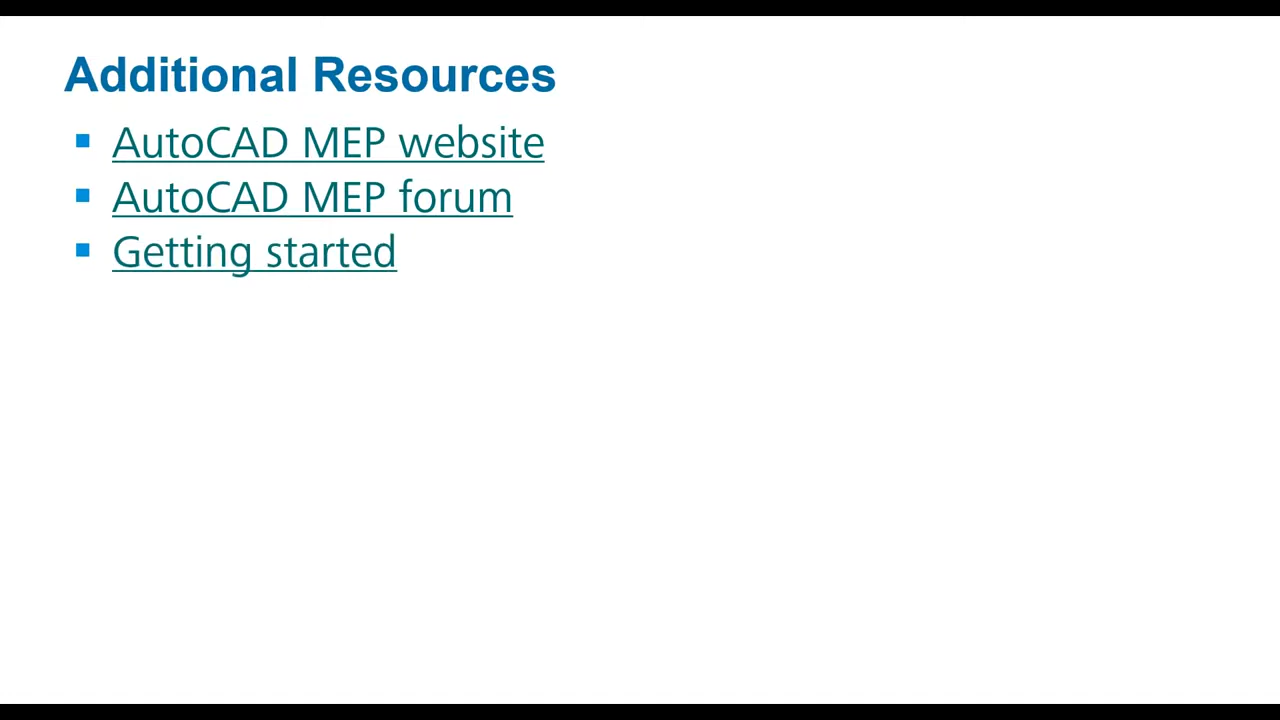 Additional Resources
AutoCAD MEP website
AutoCAD MEP forum
Getting started